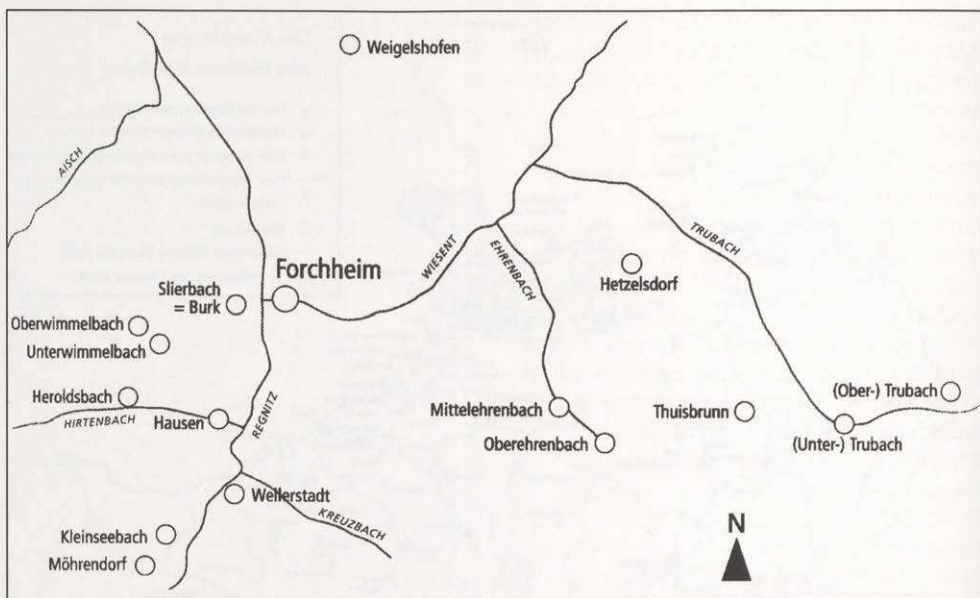 Weigelshofen
AISCH
WIESENT
EHRENBACH
TRUBACH
Forchheim
Slierbach
= Burk
Hetzelsdorf
Oberwimmelbach
Unterwimmelbach
Heroldsbach
HIRTENBACH
Hausen
REGNITZ
Mittelehrenbach
Oberehrenbach
Thuisbrunn
(Ober-) Trubach
(Unter-) Trubach
Wellerstadt
KREUZBACH
Kleinseebach
Möhrendorf
N